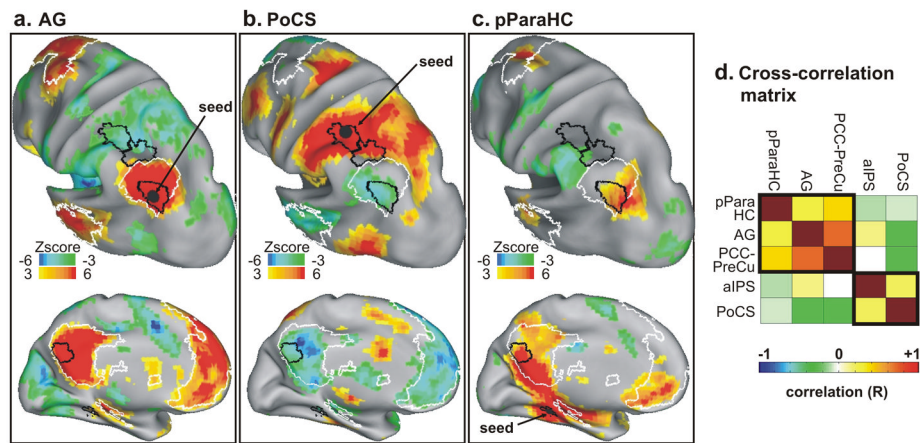 a. AG
b. PoCS
c. pParaHC
seed
seed
Zscore
-6 -3
3 6
Zscore
-6 -3
3 6
Zscore
-6 -3
3 6
seed
d. Cross-correlation
matrix
pParaHC
AG
PCC-PreCu
aIPS
PoCS
pPara
HC
AG
PCC-
PreCu
aIPS
PoCS
-1 0 +1
correlation (R)